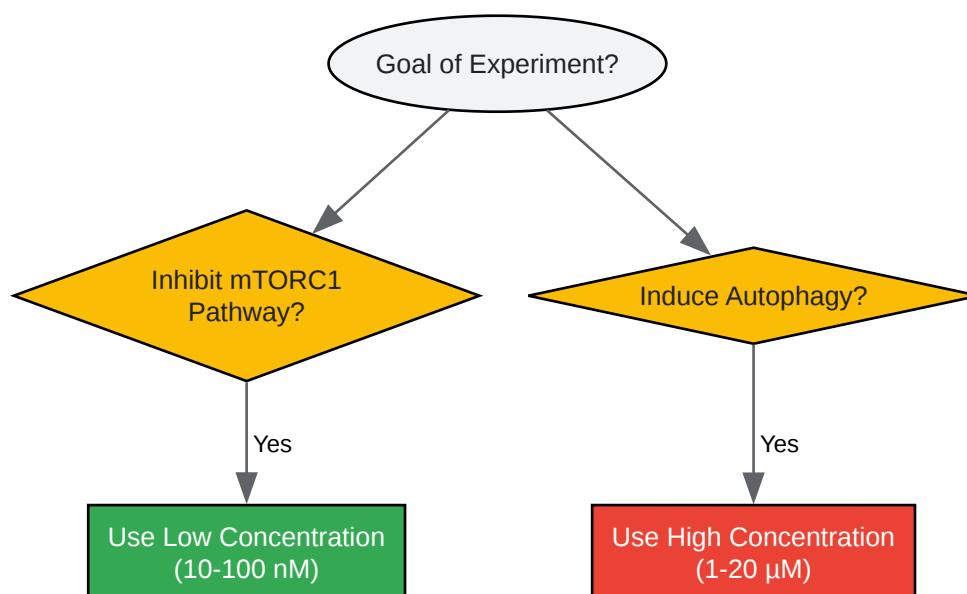 Goal of Experiment?
Inhibit mTORC1
Pathway?
Induce Autophagy?
Yes
Yes
Use Low Concentration
(10-100 nM)
Use High Concentration
(1-20 µM)